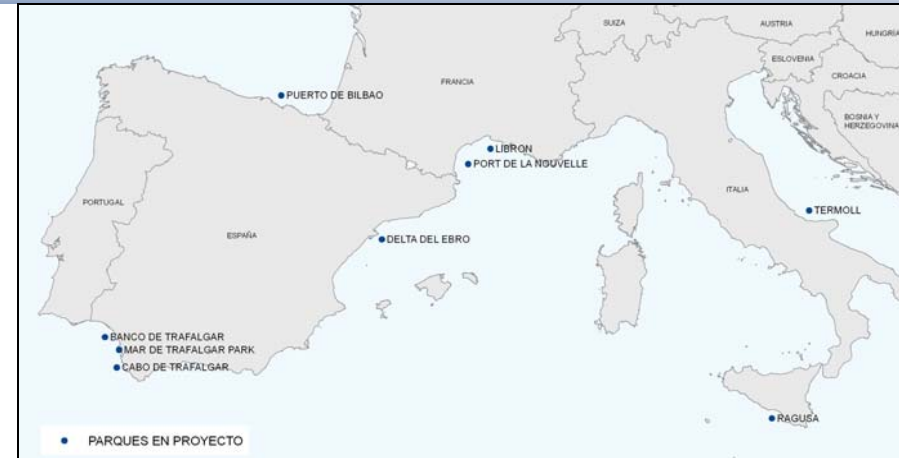 SUIZA
AUSTRIA
HUNGRÍA
ESLOVENIA
CROACIA
FRANCIA
PUERTO DE BILBAO
BOSNIA Y
HERZEGOVINA
LIBRON
PORT DE LA NOUVELLE
ITALIA
PORTUGAL
TERMOLL
ESPAÑA
DELTA DEL EBRO
BANCO DE TRAFALGAR
MAR DE TRAFALGAR PARK
CABO DE TRAFALGAR
RAGUSA
PARQUES EN PROYECTO